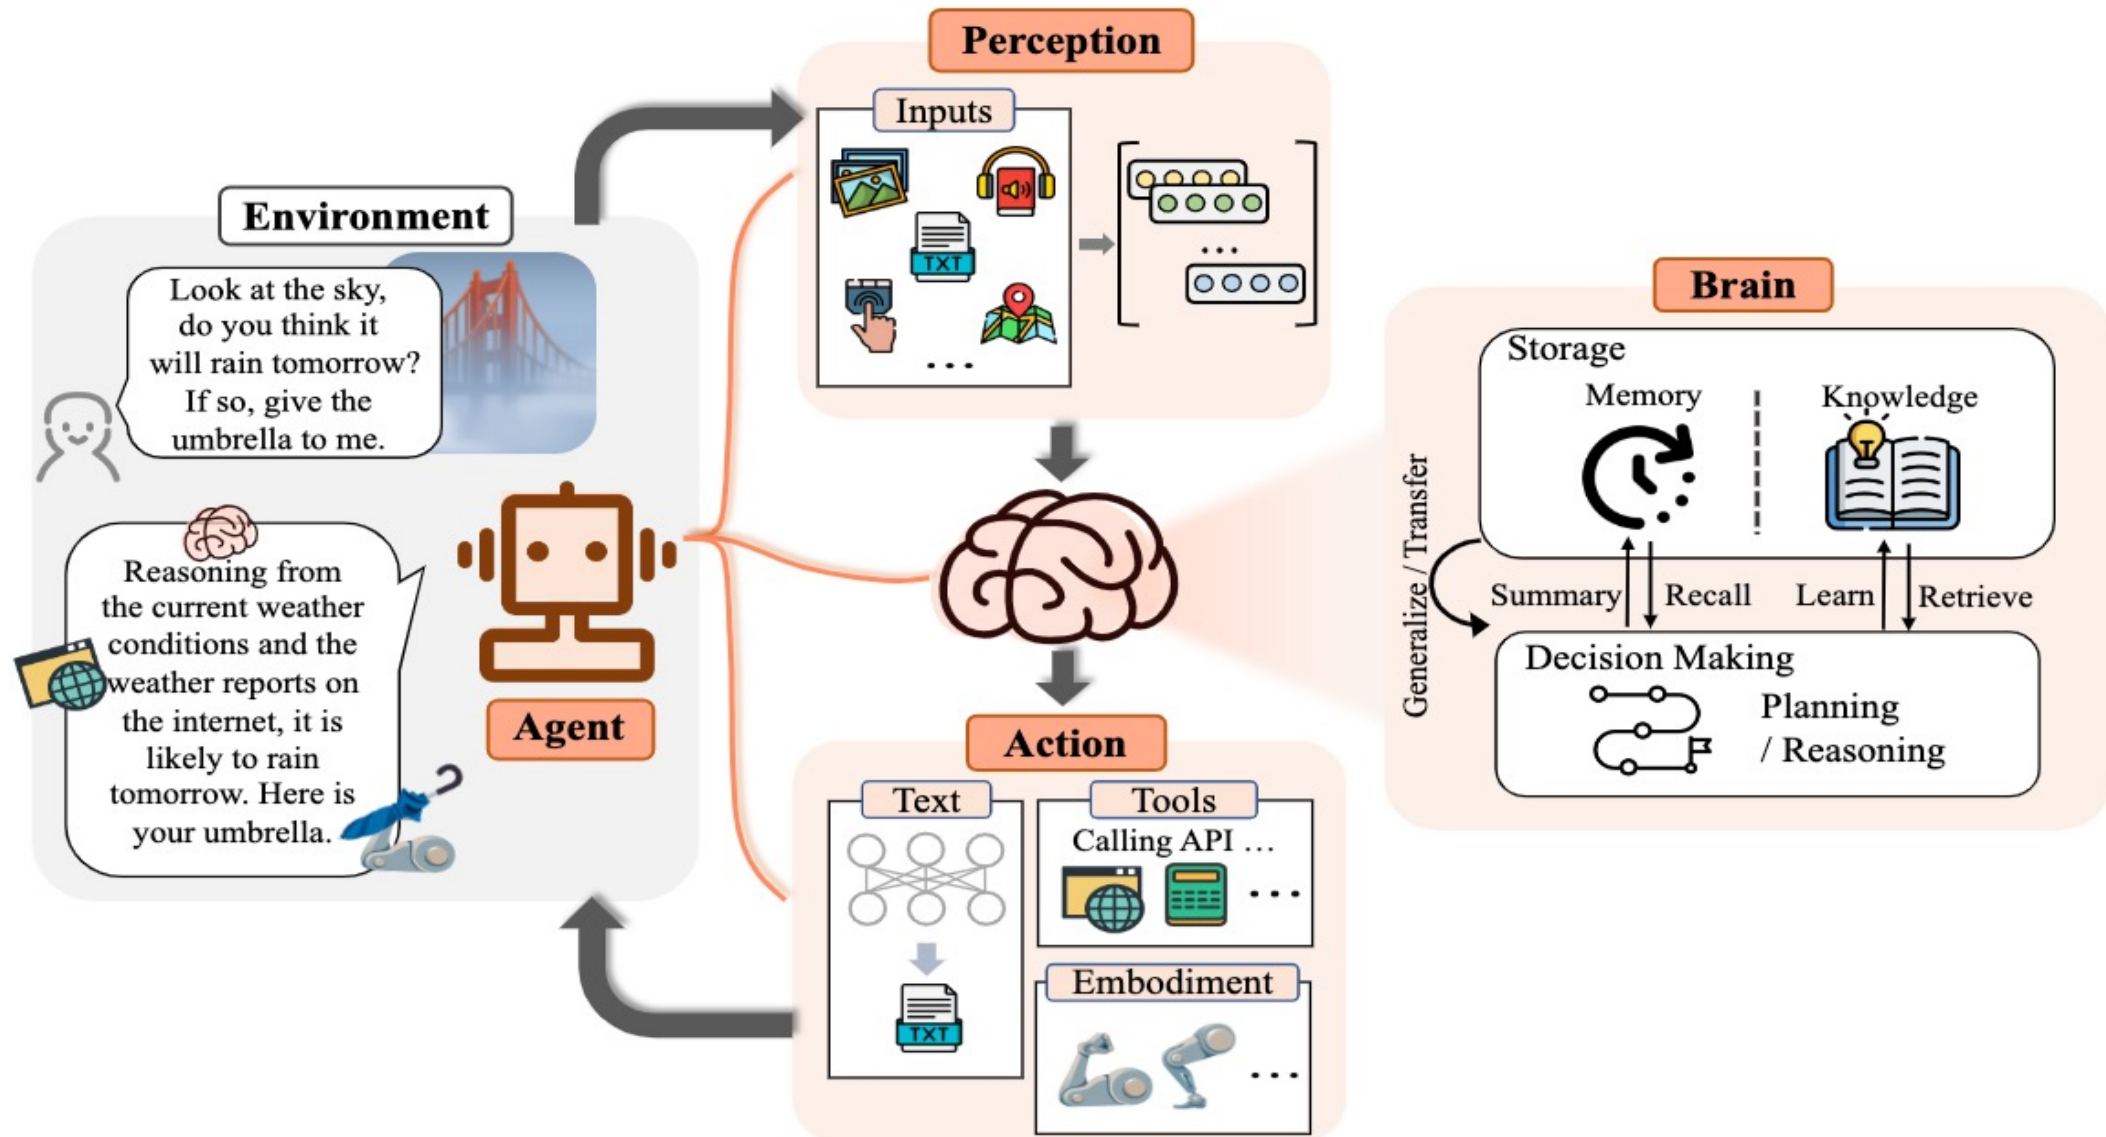 Perception
Inputs
TXT
...
...
Environment
Look at the sky,
do you think it
will rain tomorrow?
If so, give the
umbrella to me.
Reasoning from
the current weather
conditions and the
weather reports on
the internet, it is
likely to rain
tomorrow. Here is
your umbrella.
Agent
Brain
Storage
Memory
Knowledge
Generalize / Transfer
Summary
Recall
Learn
Retrieve
Decision Making
Planning
/ Reasoning
Action
Text
TXT
Tools
Calling API ...
...
Embodiment
...